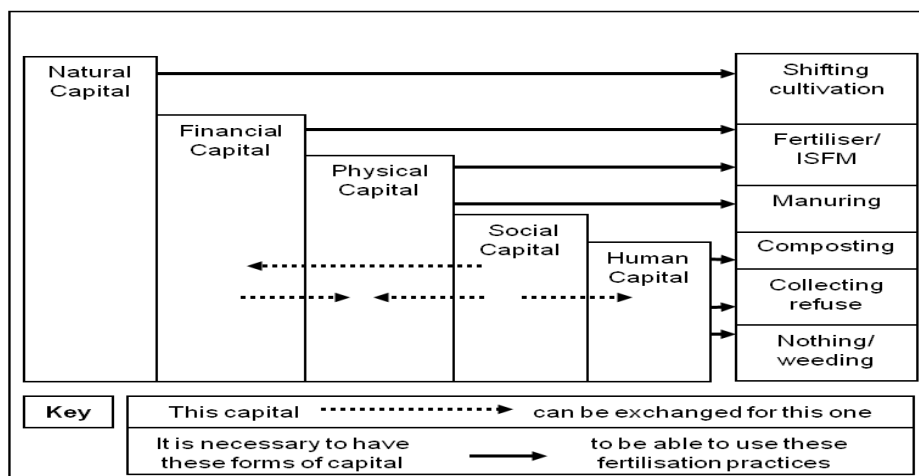 Natural
Capital
Financial
Capital
Physical
Capital
Social
Capital
Human
Capital
Shifting
cultivation
Fertiliser/
ISFM
Manuring
Composting
Collecting
refuse
Nothing/
weeding
Key
This capital can be exchanged for this one
It is necessary to have to be able to use these
these forms of capital fertilisation practices